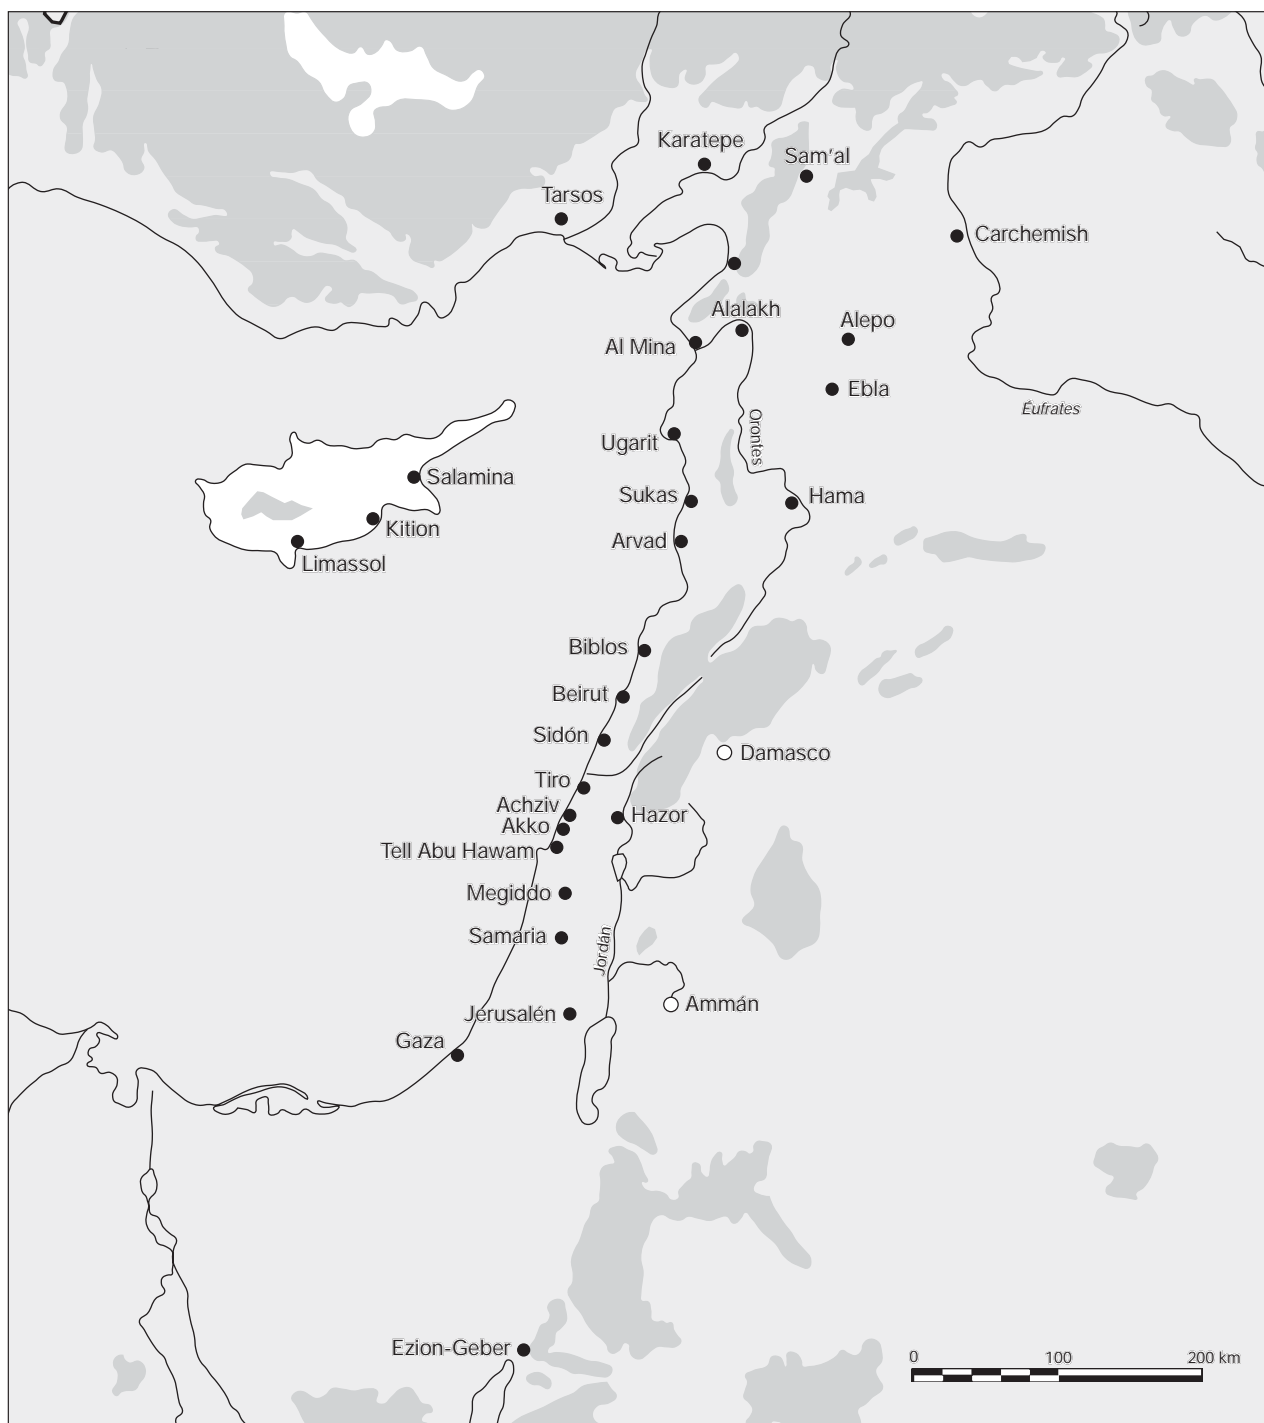 Karatepe
Sam'al
Tarsos
Carchemish
Alalakh
Alepo
Al Mina
Ebla
Éufrates
Orontes
Ugarit
Salamina
Sukas
Hama
Kition
Arvad
Limassol
Biblos
Beirut
Sidón
Damasco
Tiro
Achziv
Hazor
Akko
Tell Abu Hawam
Megiddo
Samaria
Jordán
Ammán
Jerusalén
Gaza
Ezion-Geber
0 100 200 km